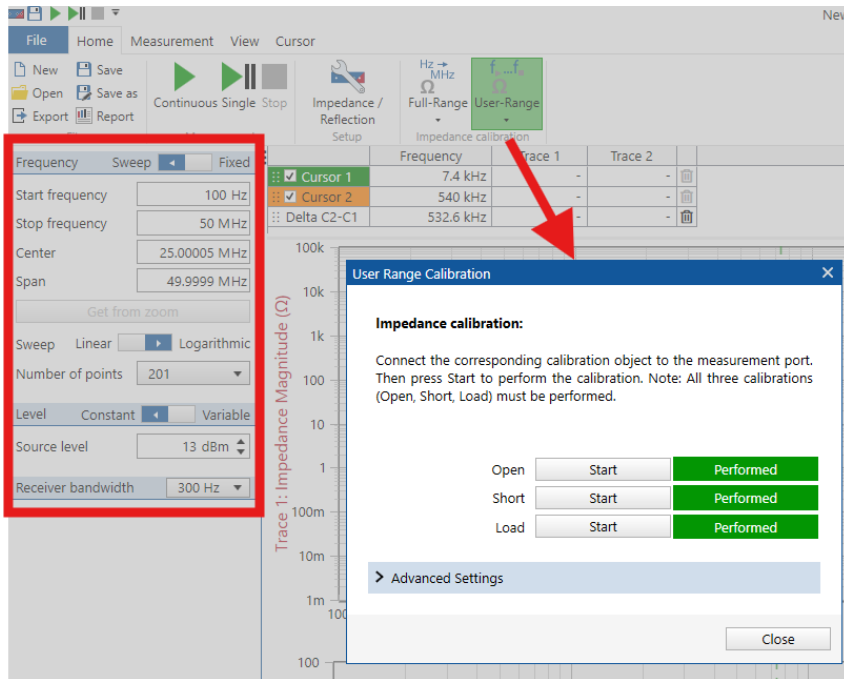 New
File Home Measurement View Cursor
New Save
Open Save as
Export Report
Continuous Single Stop
Impedance /
Reflection
Setup
Hz →
MHz
Ω
Full-Range
f...f
Ω
User-Range
Impedance calibration
Frequency Sweep Fixed
Start frequency 100 Hz
Stop frequency 50 MHz
Center 25.00005 MHz
Span 49.9999 MHz
Get from zoom
Sweep Linear Logarithmic
Number of points 201
Level Constant Variable
Source level 13 dBm
Receiver bandwidth 300 Hz
Frequency Trace 1 Trace 2
Cursor 1 7.4 kHz - -
Cursor 2 540 kHz - -
Delta C2-C1 532.6 kHz - -
Trace 1: Impedance Magnitude (Ω)
100k
10k
1k
100
10
1
100m
10m
1m
100
100
User Range Calibration
Impedance calibration:
Connect the corresponding calibration object to the measurement port.
Then press Start to perform the calibration. Note: All three calibrations
(Open, Short, Load) must be performed.
Open Start Performed
Short Start Performed
Load Start Performed
Advanced Settings
Close